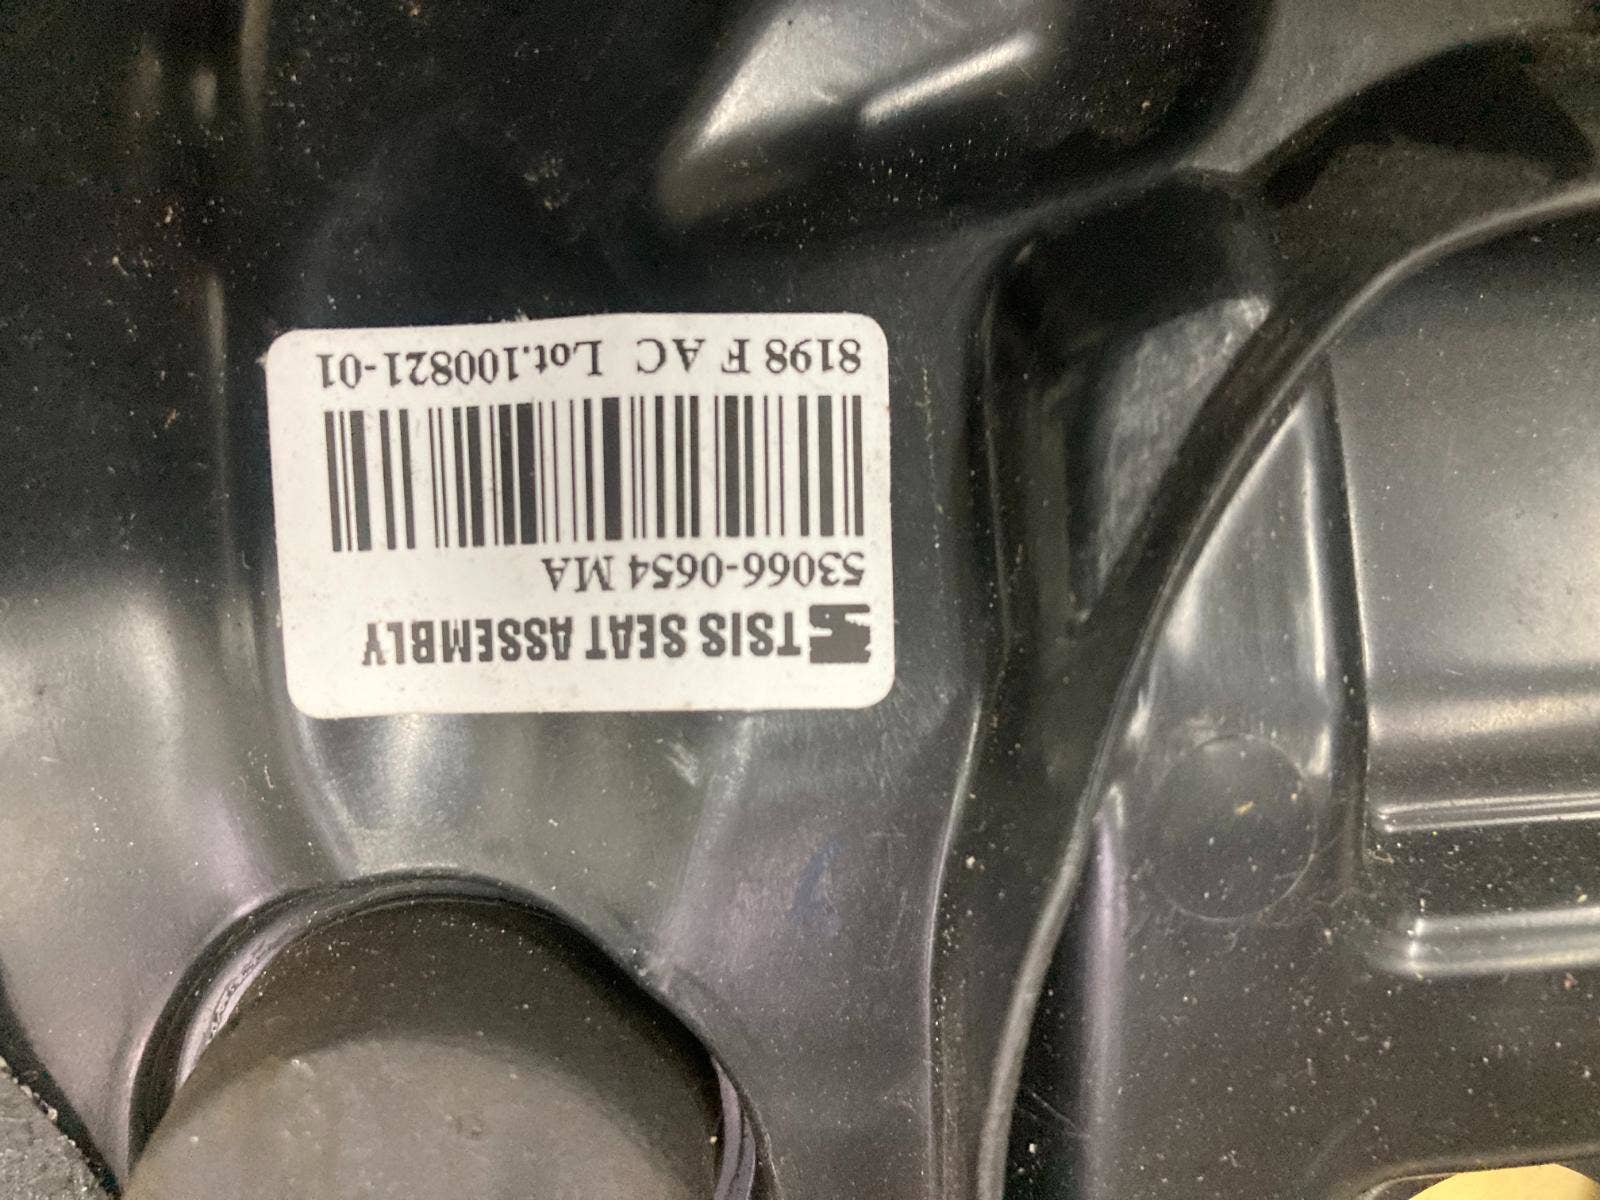 TSIS SEAT ASSEMBLY
53066-0654 MA
8198 F AC Lot.100821-01